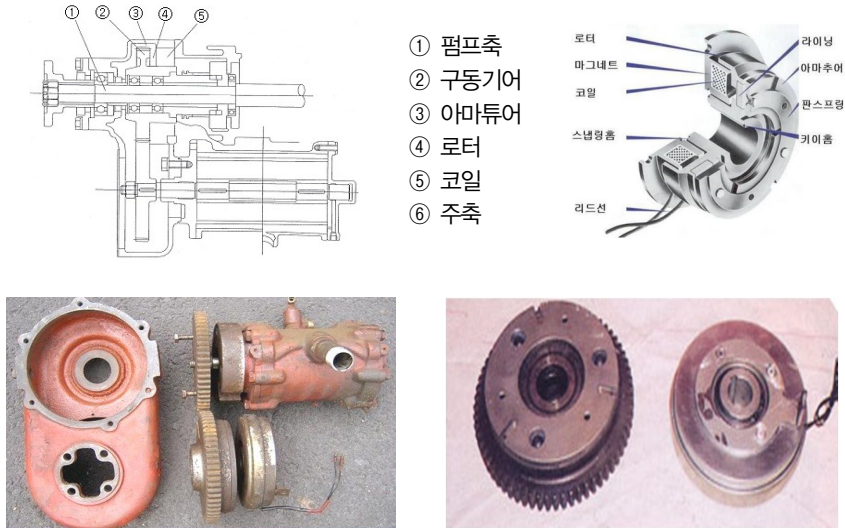 ① ② ③ ④ ⑤
① 펌프축
② 구동기어
③ 아마튜어
④ 로터
⑤ 코일
⑥ 주축
로터
마그네트
코일
스냅링홈
리드선
라이닝
아마추어
판스프링
키이홈